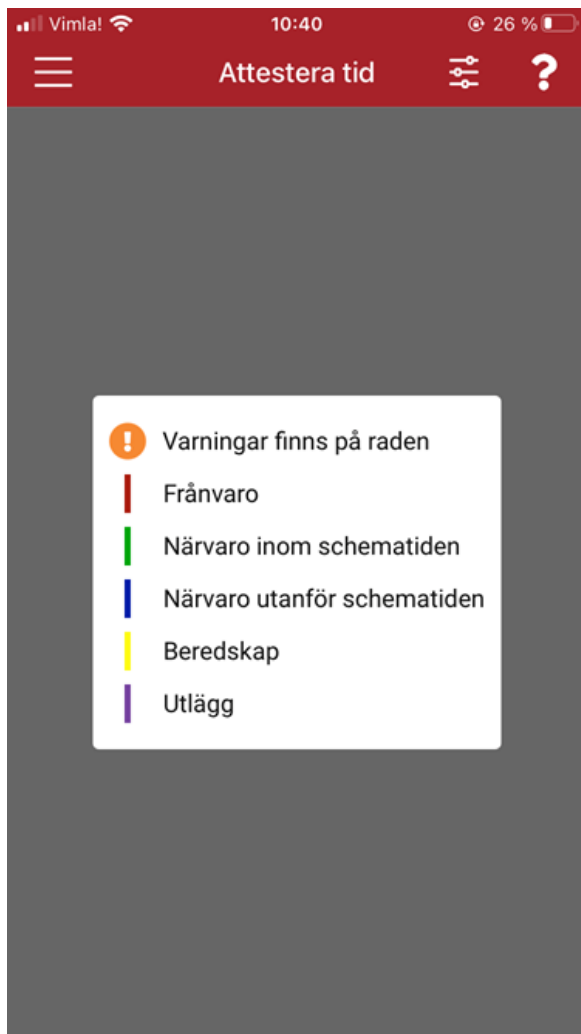 Vimla! 10:40 26 %
Attestera tid ?
Varningar finns på raden
Frånvaro
Närvaro inom schematiden
Närvaro utanför schematiden
Beredskap
Utlägg